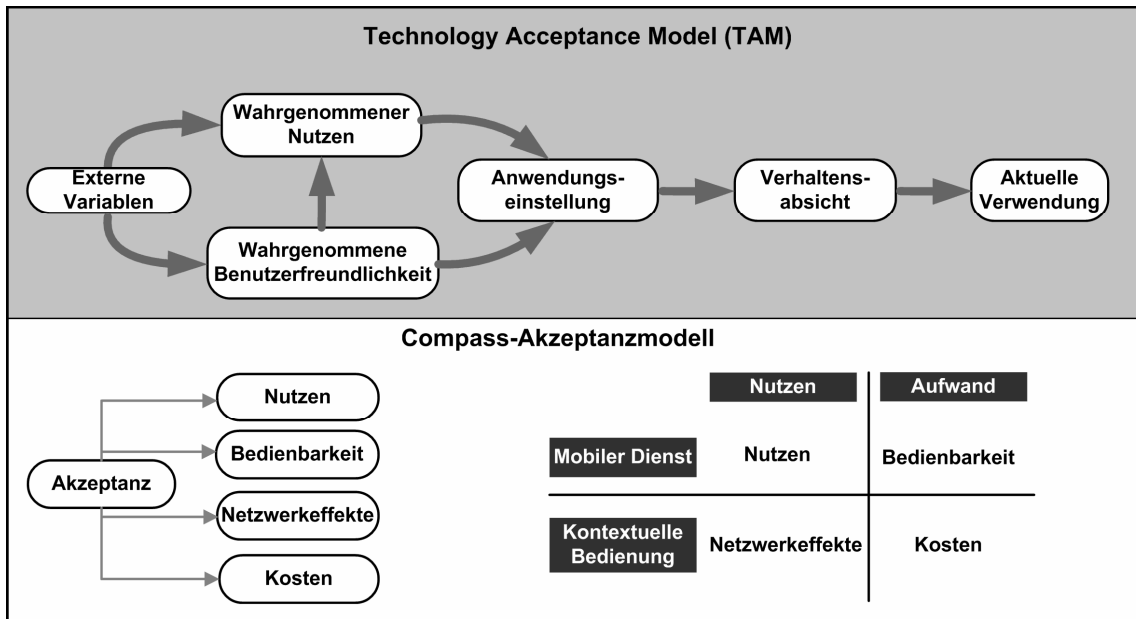 Technology Acceptance Model (TAM)
Wahrgenommener
Nutzen
Externe
Variablen
Wahrgenommene
Benutzerfreundlichkeit
Anwendungs-
einstellung
Verhaltens-
absicht
Aktuelle
Verwendung
Compass-Akzeptanzmodell
Akzeptanz
Nutzen
Bedienbarkeit
Netzwerkeffekte
Kosten
Nutzen Aufwand
Mobiler Dienst Nutzen Bedienbarkeit
Kontextuelle
Bedienung Netzwerkeffekte Kosten